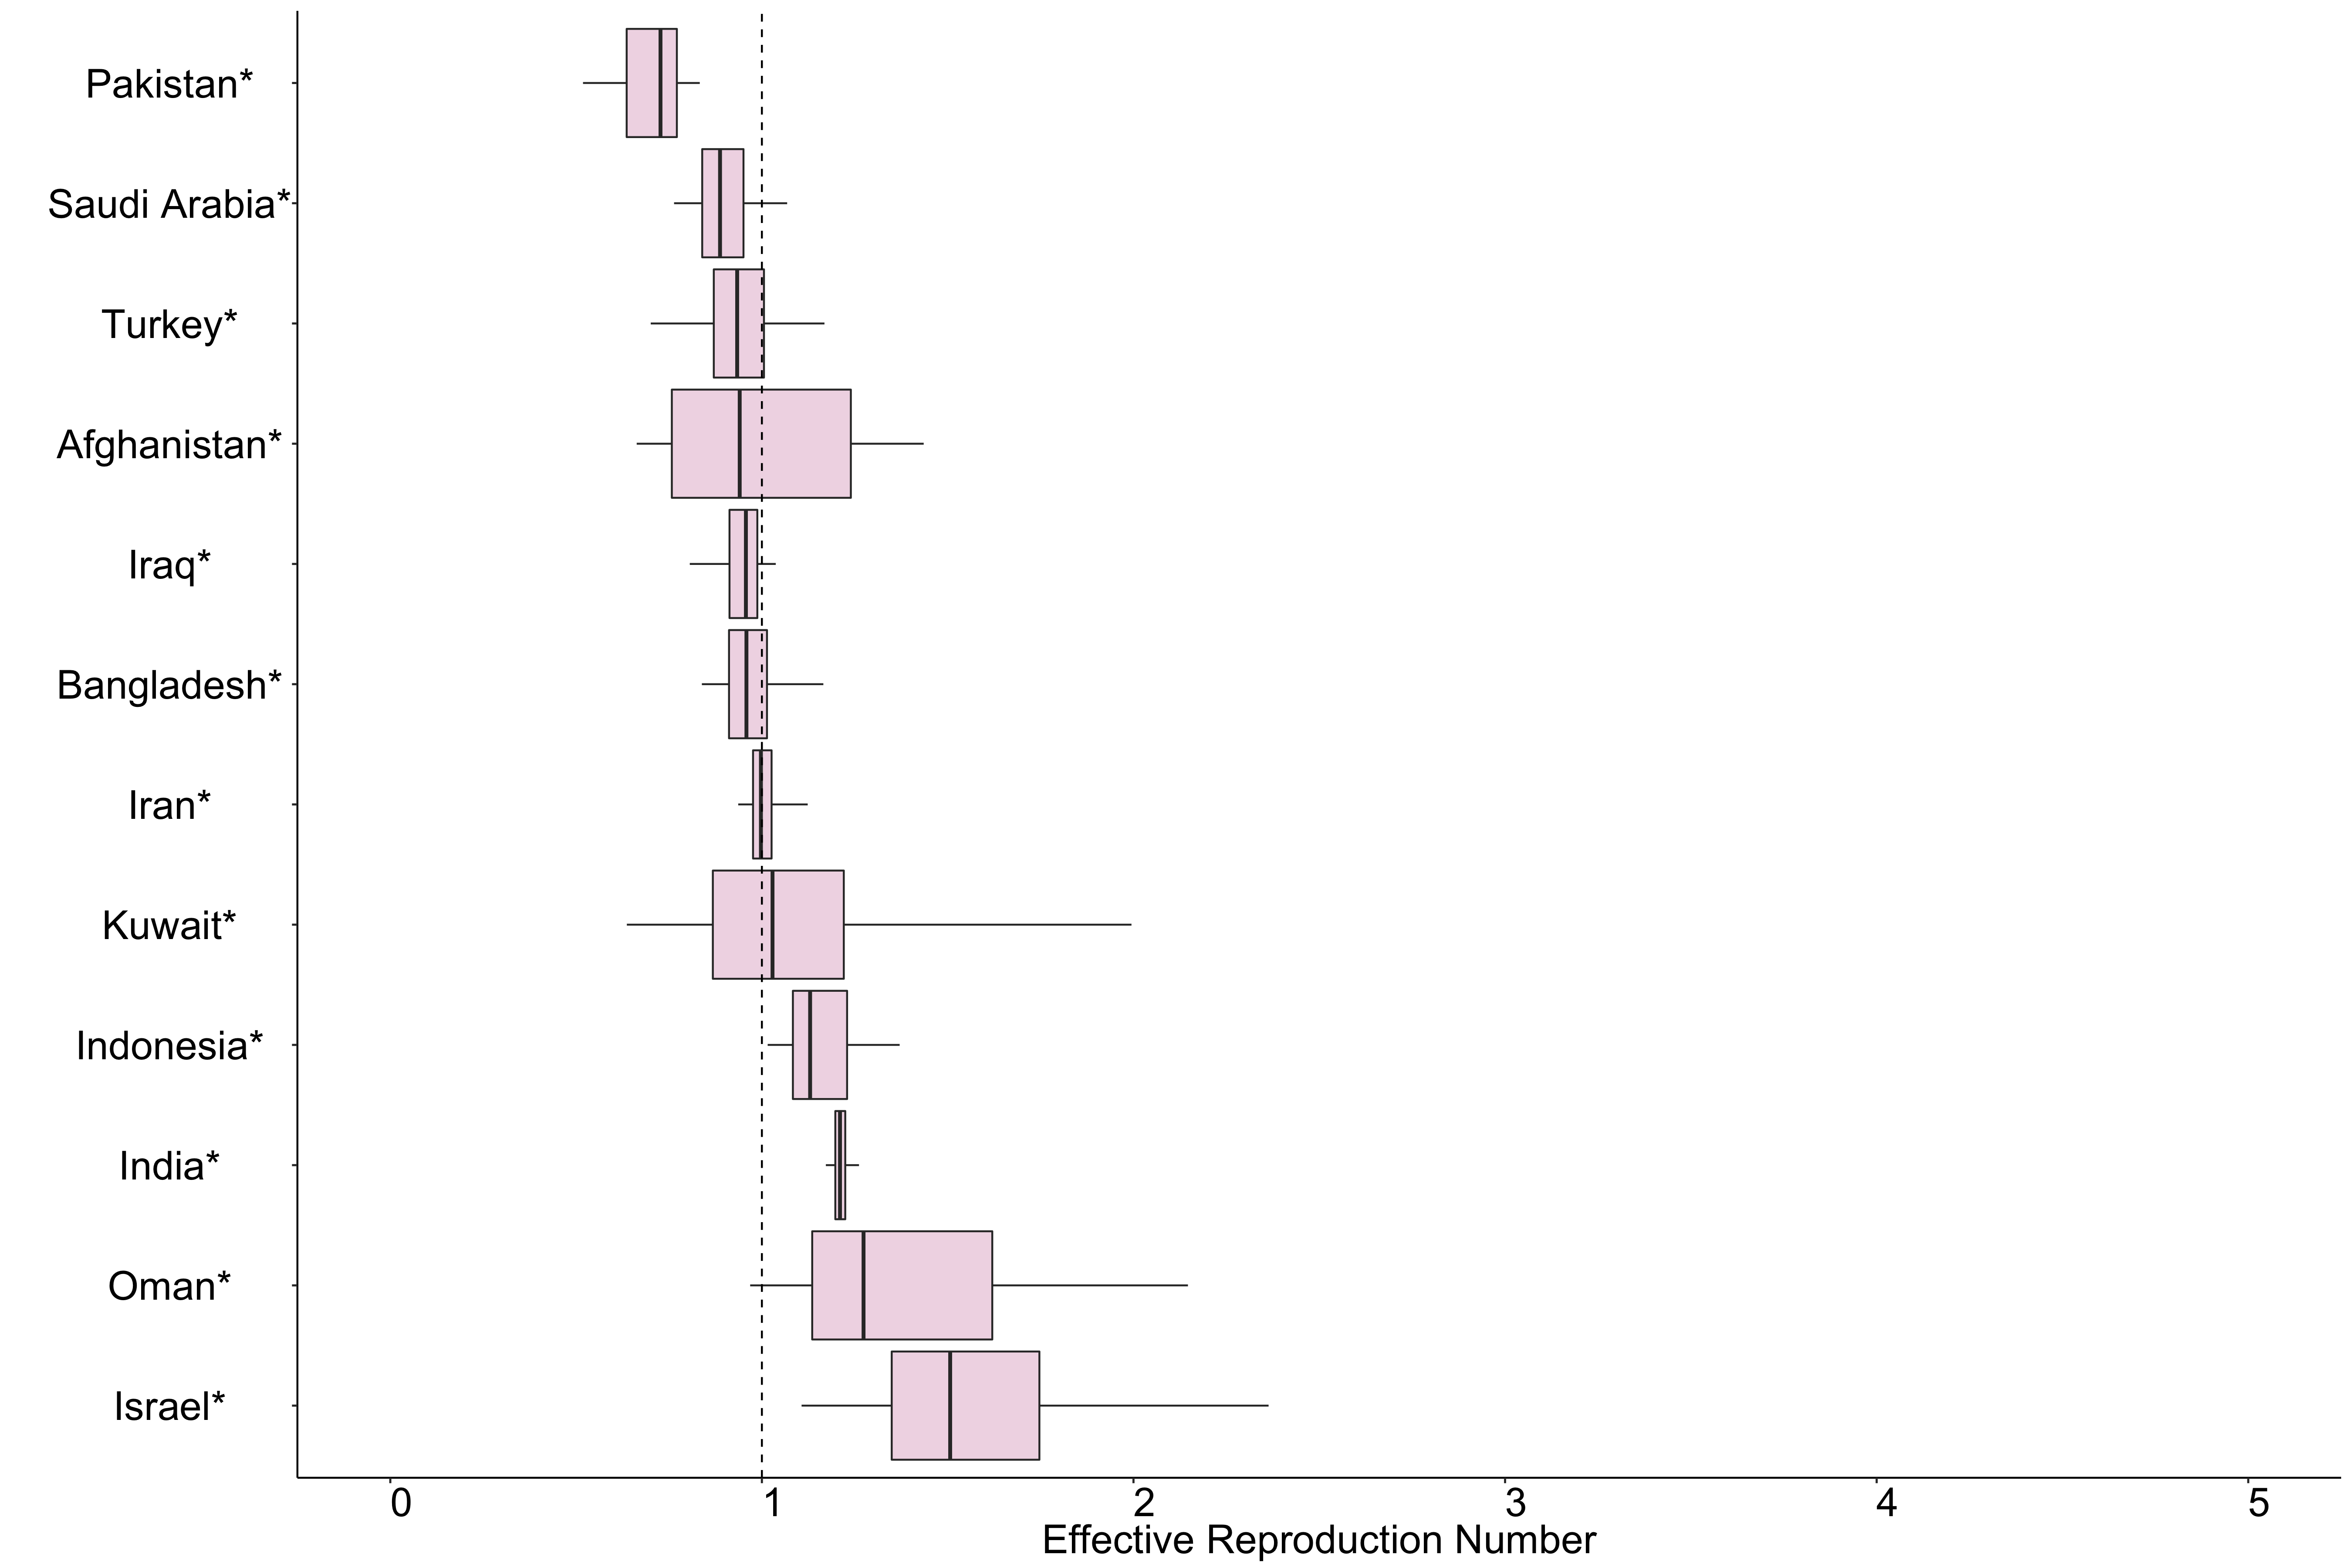 Pakistan*
Saudi Arabia*
Turkey*
Afghanistan*
Iraq*
Bangladesh*
Iran*
Kuwait*
Indonesia*
India*
Oman*
Israel*
0 1 2 3 4 5
Effective Reproduction Number